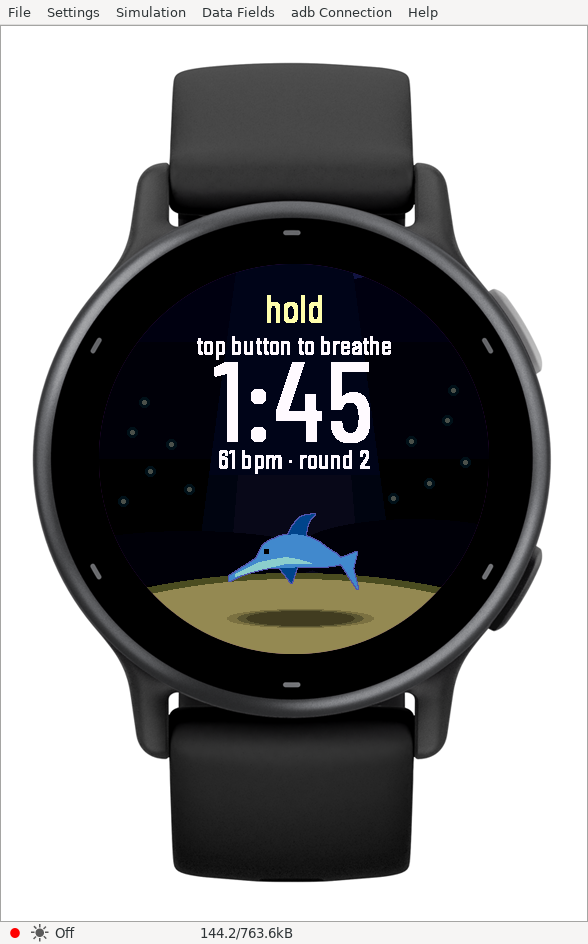 File Settings Simulation Data Fields adb Connection Help
hold
top button to breathe
1:45
61 bpm · round 2
Off 144.2/763.6kB